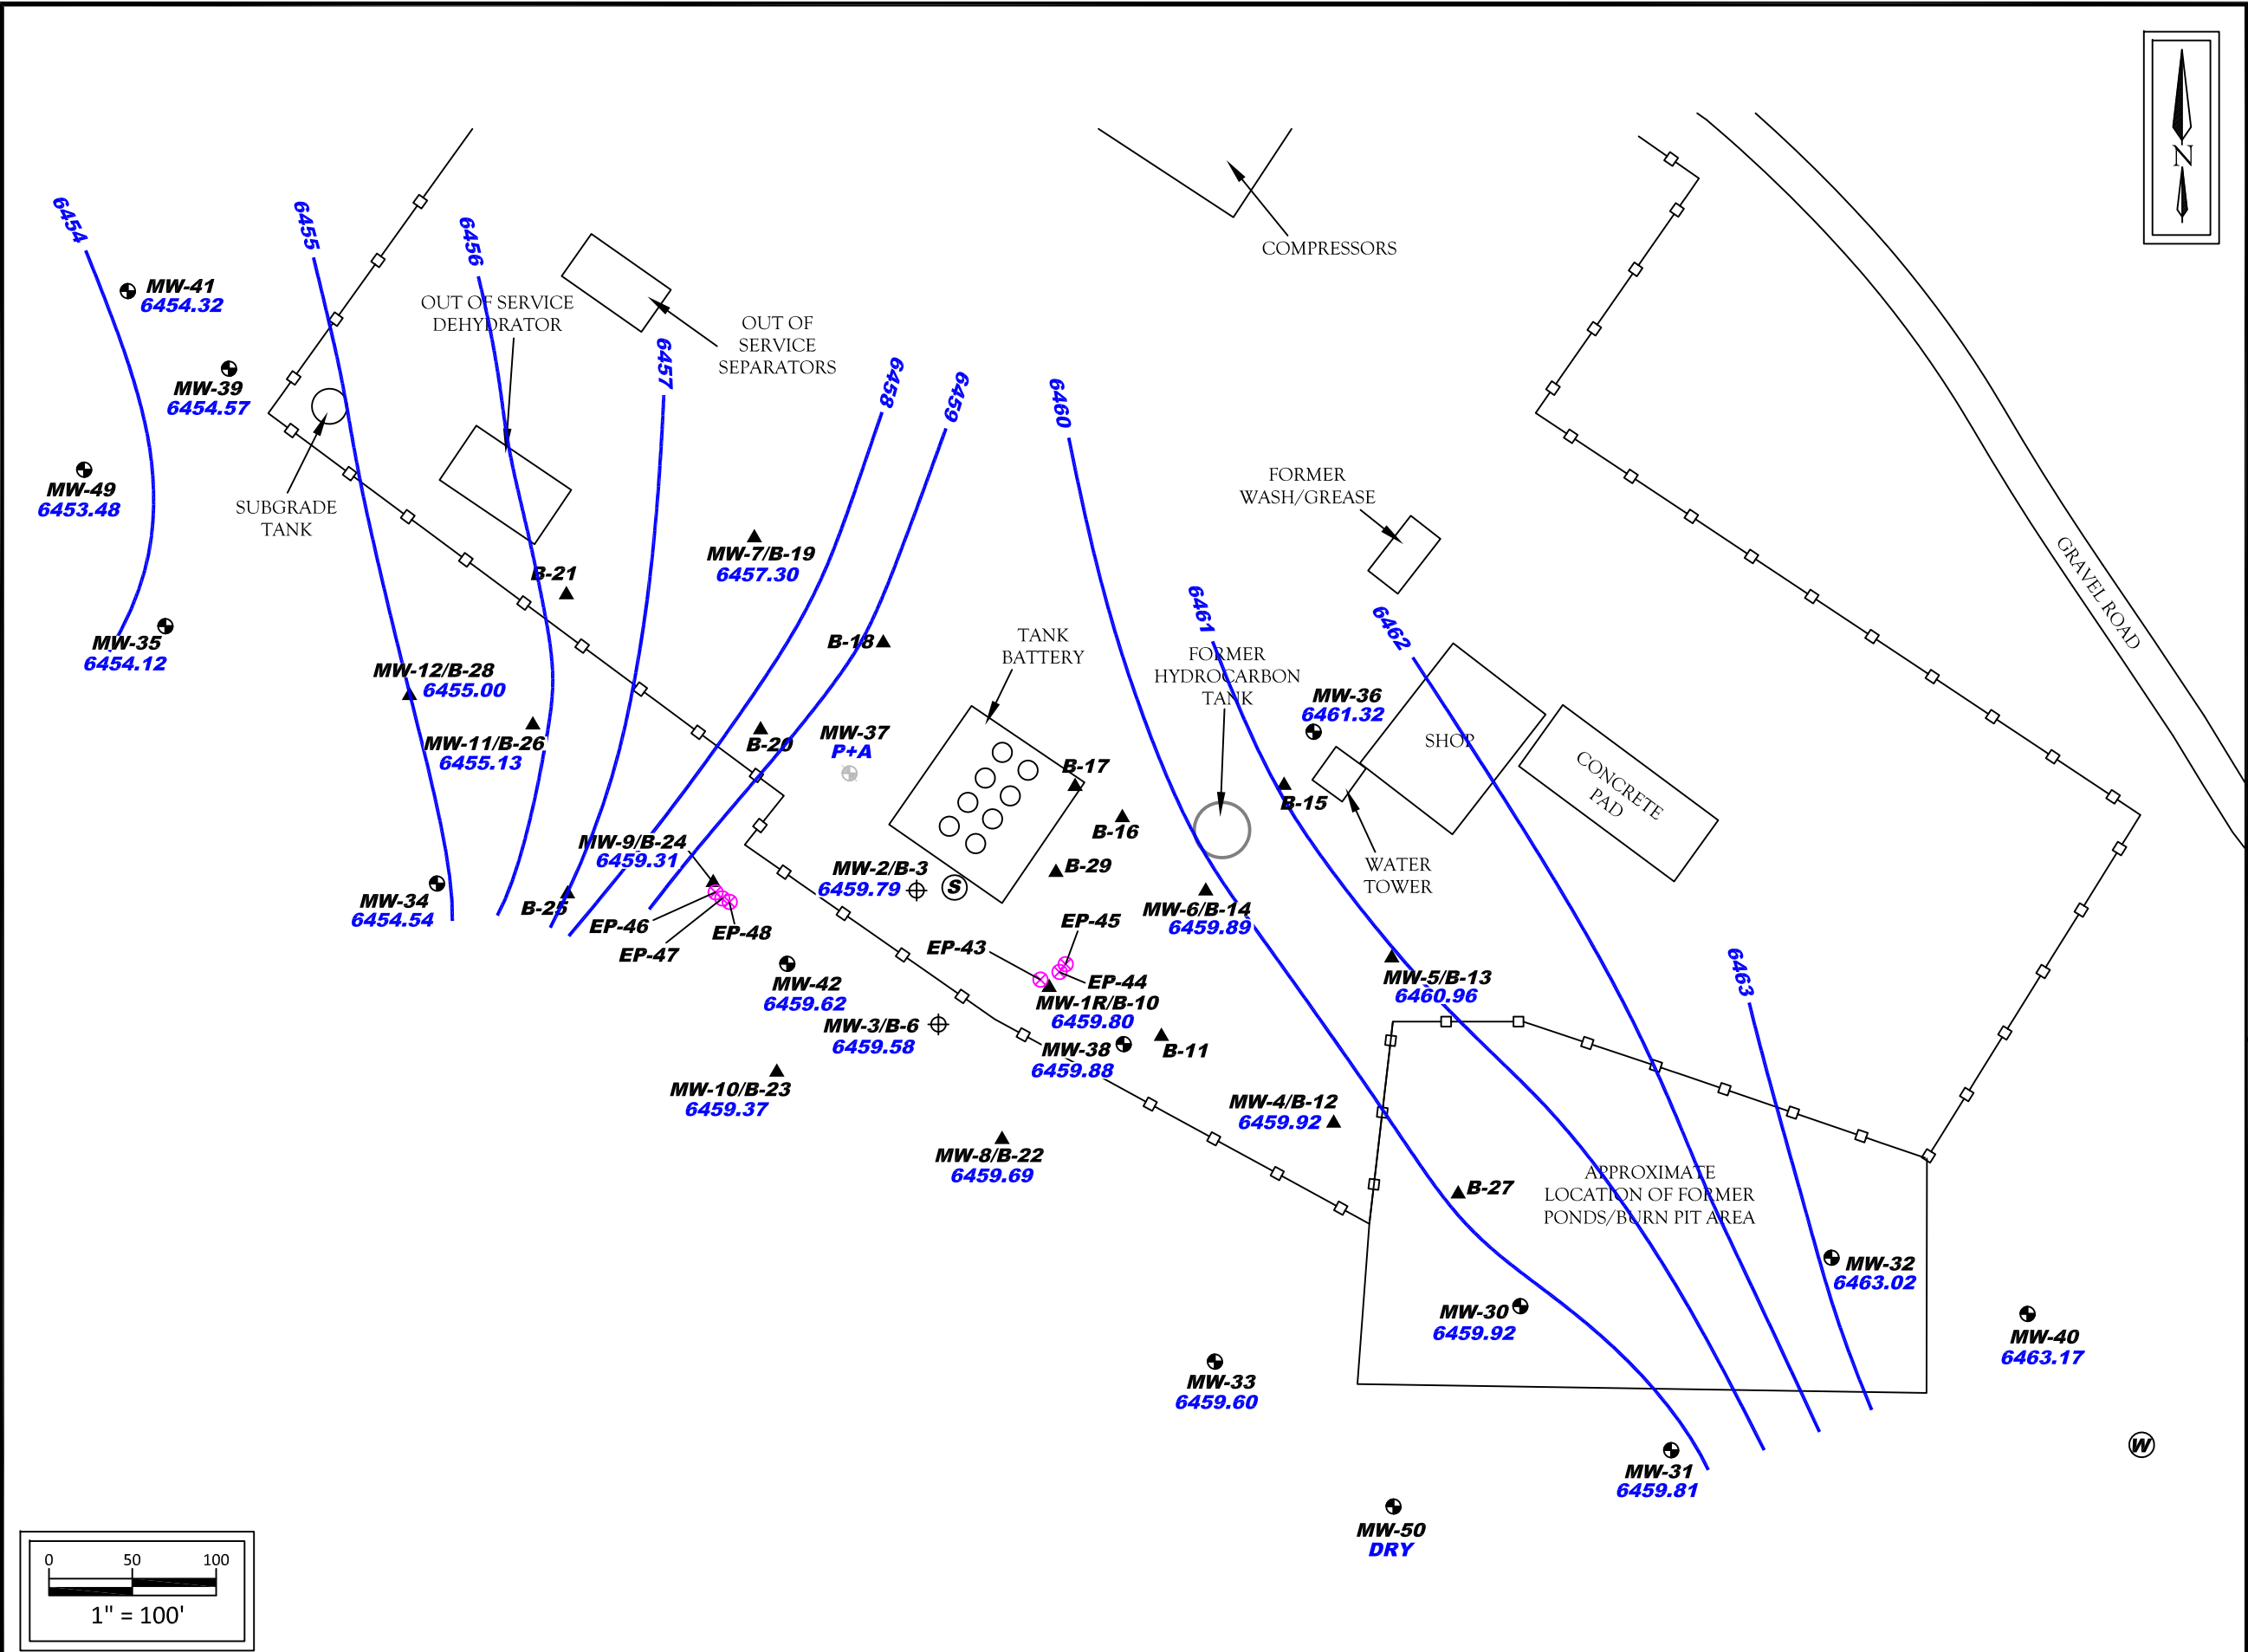 N
COMPRESSORS
6454
6455
6456
MW-41
6454.32
OUT OF SERVICE
DEHYDRATOR
OUT OF
SERVICE
SEPARATORS
6457
6458
6459
6460
MW-39
6454.57
MW-49
6453.48
SUBGRADE
TANK
FORMER
WASH/GREASE
GRAVEL ROAD
MW-7/B-19
6457.30
B-21
6461
6462
MW-35
6454.12
B-18
TANK
BATTERY
FORMER
HYDROCARBON
TANK
MW-12/B-28
6455.00
MW-36
6461.32
MW-11/B-26
6455.13
B-20
MW-37
P+A
SHOP
CONCRETE
PAD
B-17
B-15
B-16
MW-9/B-24
6459.31
MW-2/B-3
6459.79
S
B-29
WATER
TOWER
MW-34
6454.54
B-25
EP-46
EP-47
EP-48
EP-43
EP-45
EP-44
MW-6/B-14
6459.89
MW-42
6459.62
MW-1R/B-10
6459.80
MW-5/B-13
6460.96
6463
MW-3/B-6
6459.58
MW-38
6459.88
B-11
MW-10/B-23
6459.37
MW-4/B-12
6459.92
MW-8/B-22
6459.69
B-27
APPROXIMATE
LOCATION OF FORMER
PONDS/BURN PIT AREA
MW-32
6463.02
MW-30
6459.92
MW-40
6463.17
MW-33
6459.60
W
MW-31
6459.81
MW-50
DRY
0 50 100
1" = 100'